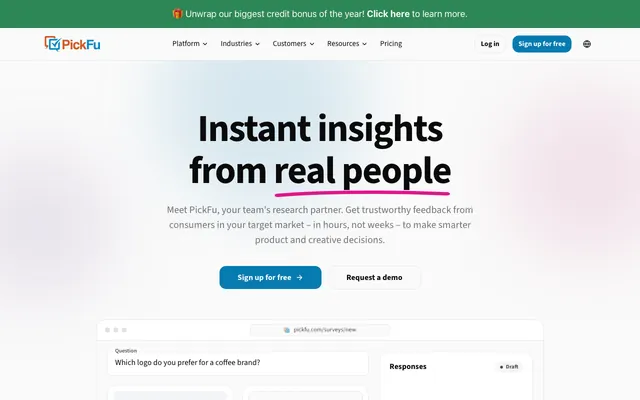 🎁 Unwrap our biggest credit bonus of the year! Click here to learn more.
PickFu
Platform
Industries
Customers
Resources
Pricing
Log in
Sign up for free
Instant insights
from real people
Meet PickFu, your team's research partner. Get trustworthy feedback from
consumers in your target market – in hours, not weeks – to make smarter
product and creative decisions.
Sign up for free →
Request a demo
pickfu.com/surveys/new
Question
Which logo do you prefer for a coffee brand?
Responses
Draft